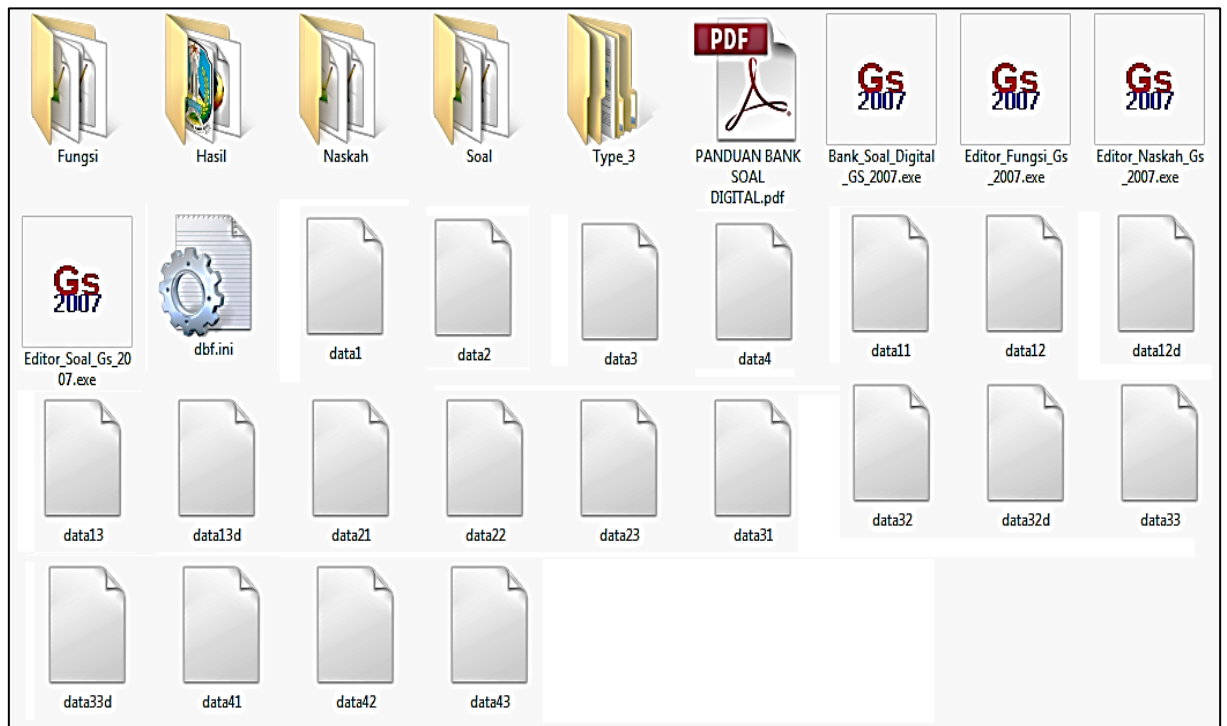 PDF
Gs
2007
Gs
2007
Gs
2007
Fungsi
Hasil
Naskah
Soal
Type_3
PANDUAN BANK
SOAL
DIGITAL.pdf
Bank_Soal_Digital
_GS_2007.exe
Editor_Fungsi_Gs
_2007.exe
Editor_Naskah_Gs
_2007.exe
Gs
2007
Editor_Soal_Gs_20
07.exe
dbf.ini
data1
data2
data3
data4
data11
data12
data12d
data13
data13d
data21
data22
data23
data31
data32
data32d
data33
data33d
data41
data42
data43